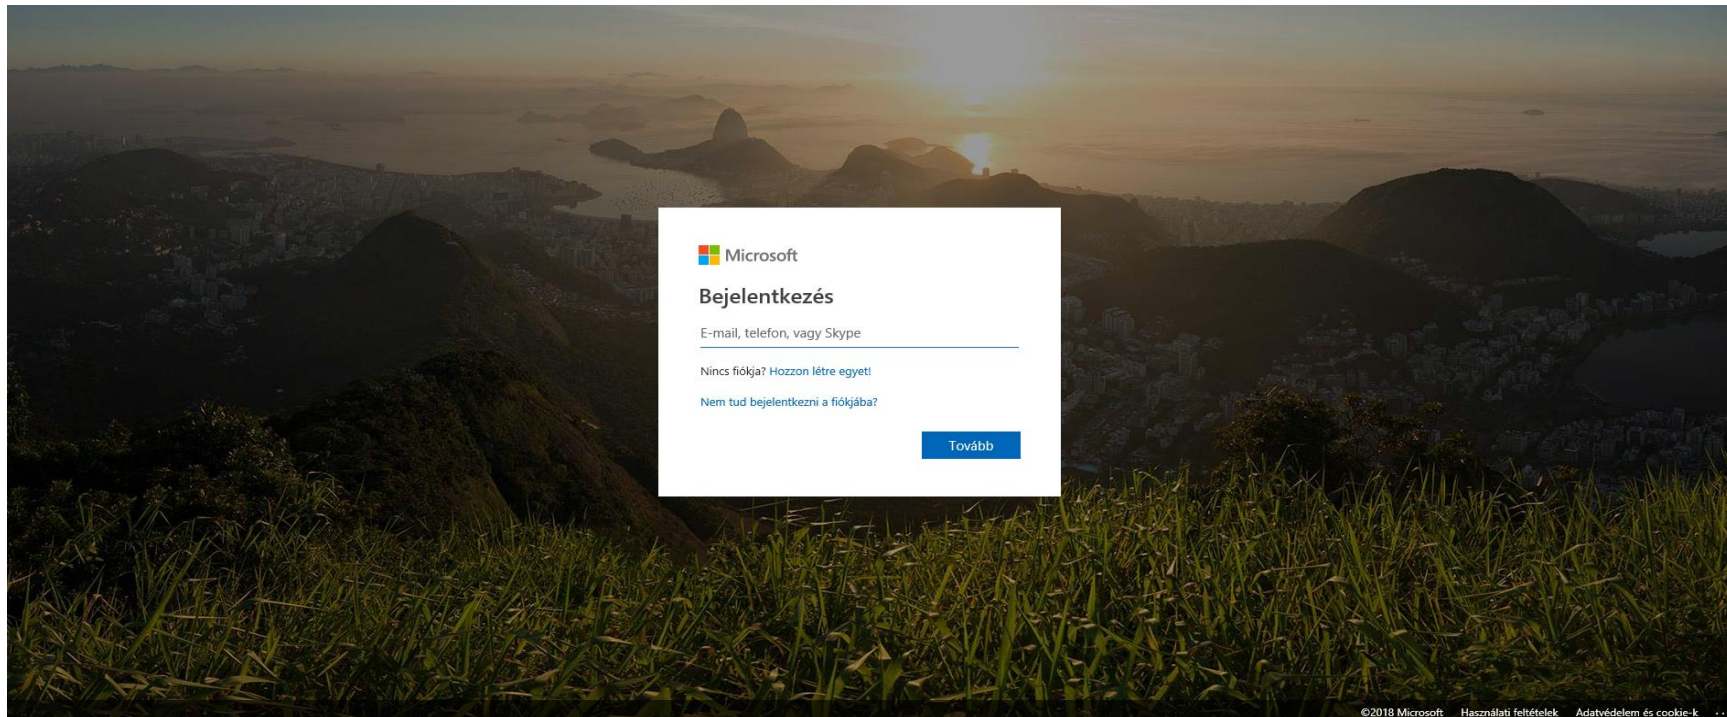 Microsoft
Bejelentkezés
E-mail, telefon, vagy Skype
Nincs fiókja? Hozzon létre egyet!
Nem tud bejelentkezni a fiókjába?
Tovább
©2018 Microsoft Használati feltételek Adatvédelem és cookie-k ...